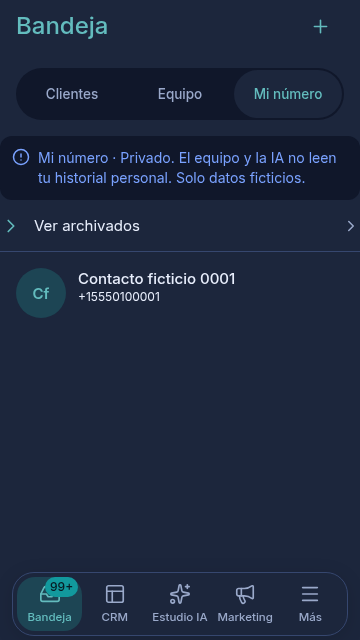 Bandeja
Clientes
Equipo
Mi número
Mi número · Privado. El equipo y la IA no leen
tu historial personal. Solo datos ficticios.
Ver archivados
Cf
Contacto ficticio 0001
+15550100001
99+
Bandeja
CRM
Estudio IA
Marketing
Más